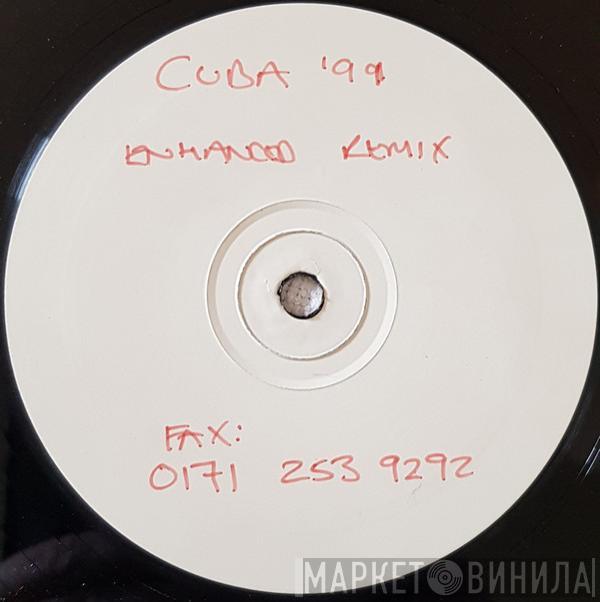 CUBA '99
ENHANCED REMIX
FAX:
0171 253 9292
МАРКЕТ ВИНИЛА